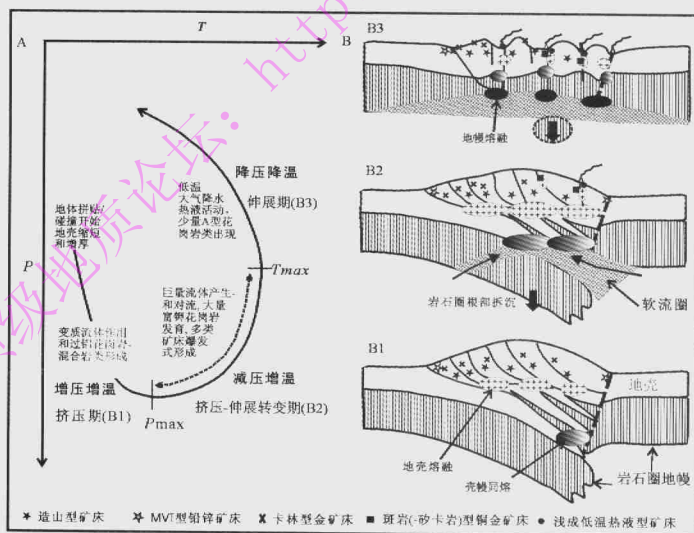 A
T
P
地体拼贴/
碰撞开始
地壳缩短
和增厚
降压降温
伸展期(B3)
低温
大气降水
热液活动,
少量A型花
岗岩类出现
Tmax
巨量流体产生
和对流,大量
富钾花岗岩
发育,多类
矿床爆发
式形成
变质流体作用
和过铝花岗岩-
混合岩类形成
增压增温
挤压期(B1)
Pmax
减压增温
挤压-伸展转变期(B2)
B
B3
地幔熔融
B2
岩石圈根部拆沉
软流圈
B1
地壳
地壳熔融
壳幔同熔
岩石圈地幔
造山型矿床
MVT型铅锌矿床
卡林型金矿床
斑岩(-矽卡岩)型铜金矿床
浅成低温热液型矿床
级地质论坛: http